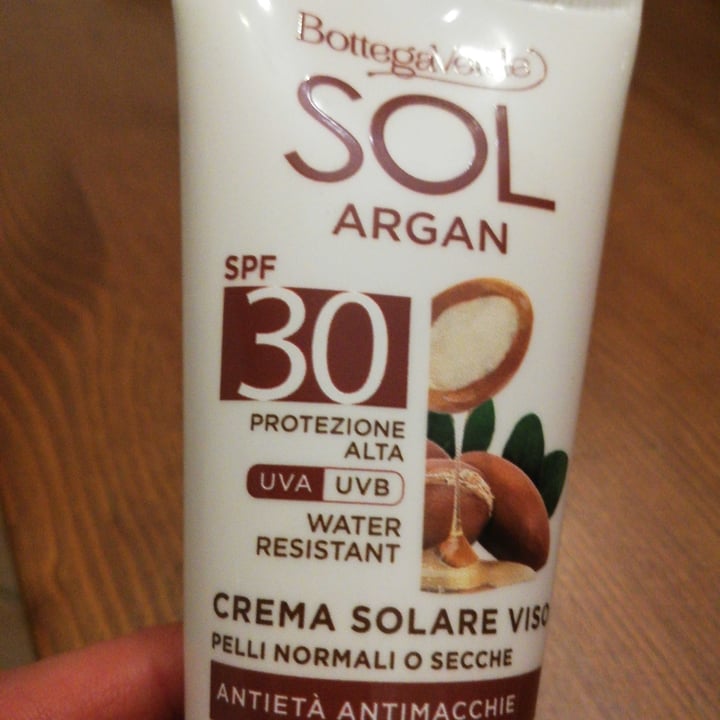 BottegaVerde
SOL
ARGAN
SPF
30
PROTEZIONE
ALTA
UVA UVB
WATER
RESISTANT
CREMA SOLARE VISO
PELLI NORMALI O SECCHE
ANTIETÀ ANTIMACCHIE